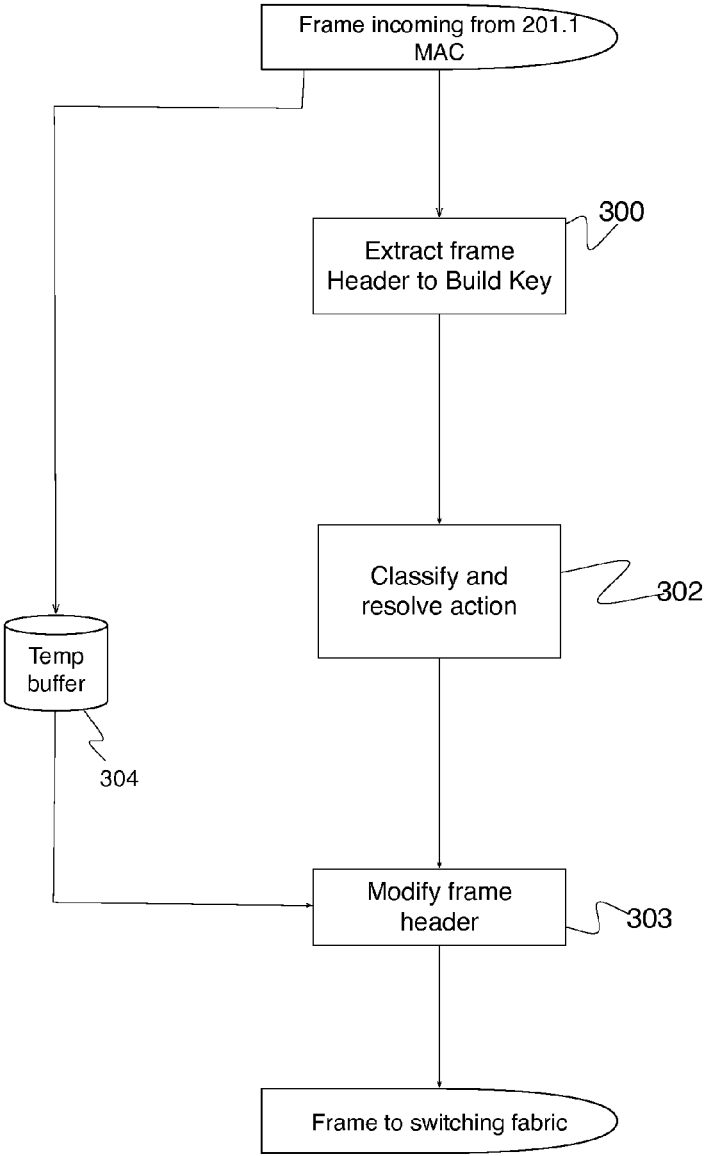 Frame incoming from 201.1
MAC
300
Extract frame
Header to Build Key
Classify and
resolve action
302
Temp
buffer
304
Modify frame
header
303
Frame to switching fabric